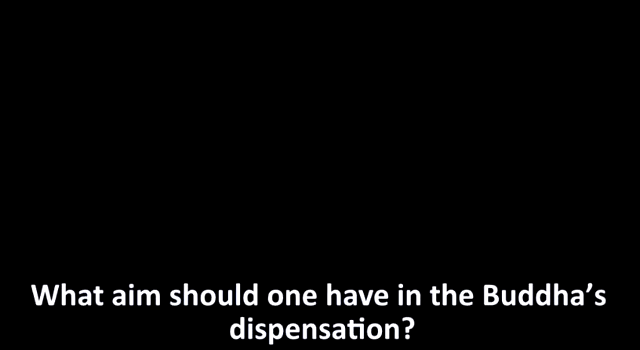 What aim should one have in the Buddha’s
dispensation?